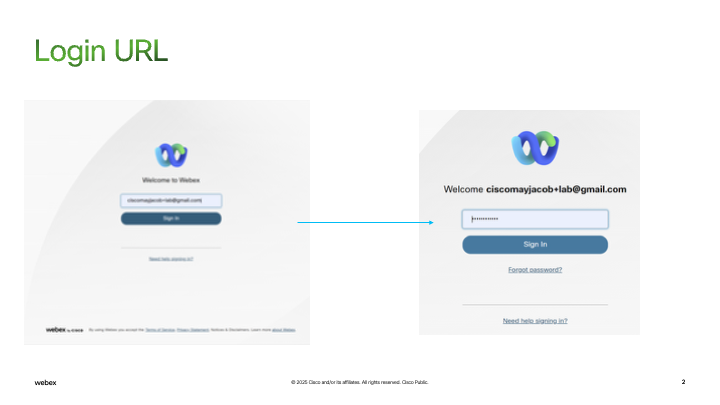 Login URL
Welcome to Webex
ciscomayjacob+lab@gmail.com
Sign in
Need help signing in?
webex by CISCO
By using Webex you accept the Terms of Service, Privacy Statement, Notices & Disclaimers. Learn more about Webex.
Welcome ciscomayjacob+lab@gmail.com
••••••••••••
Sign In
Forgot password?
Need help signing in?
webex
© 2025 Cisco and/or its affiliates. All rights reserved. Cisco Public.
2